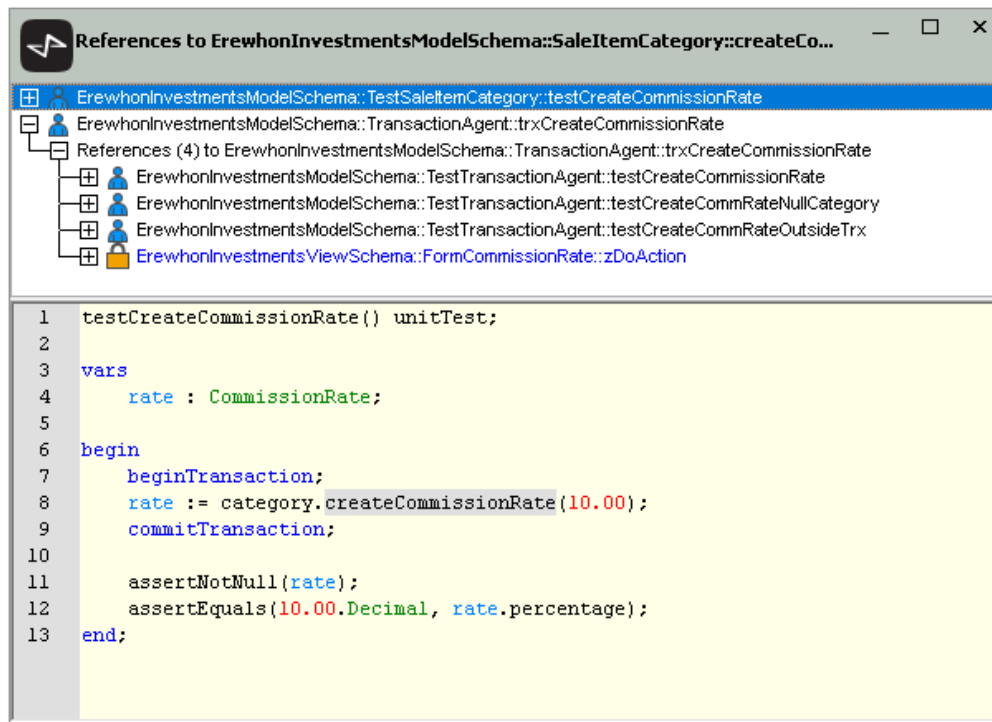 References to ErewhonInvestmentsModelSchema::SaleItemCategory::createCo...
ErewhonInvestmentsModelSchema::TestSaleItemCategory::testCreateCommissionRate
ErewhonInvestmentsModelSchema::TransactionAgent::trxCreateCommissionRate
References (4) to ErewhonInvestmentsModelSchema::TransactionAgent::trxCreateCommissionRate
ErewhonInvestmentsModelSchema::TestTransactionAgent::testCreateCommissionRate
ErewhonInvestmentsModelSchema::TestTransactionAgent::testCreateCommRateNullCategory
ErewhonInvestmentsModelSchema::TestTransactionAgent::testCreateCommRateOutsideTrx
ErewhonInvestmentsViewSchema::FormCommissionRate::zDoAction
1 testCreateCommissionRate() unitTest;
2
3 vars
4 rate : CommissionRate;
5
6 begin
7 beginTransaction;
8 rate := category.createCommissionRate(10.00);
9 commitTransaction;
10
11 assertNotNull(rate);
12 assertEquals(10.00.Decimal, rate.percentage);
13 end;